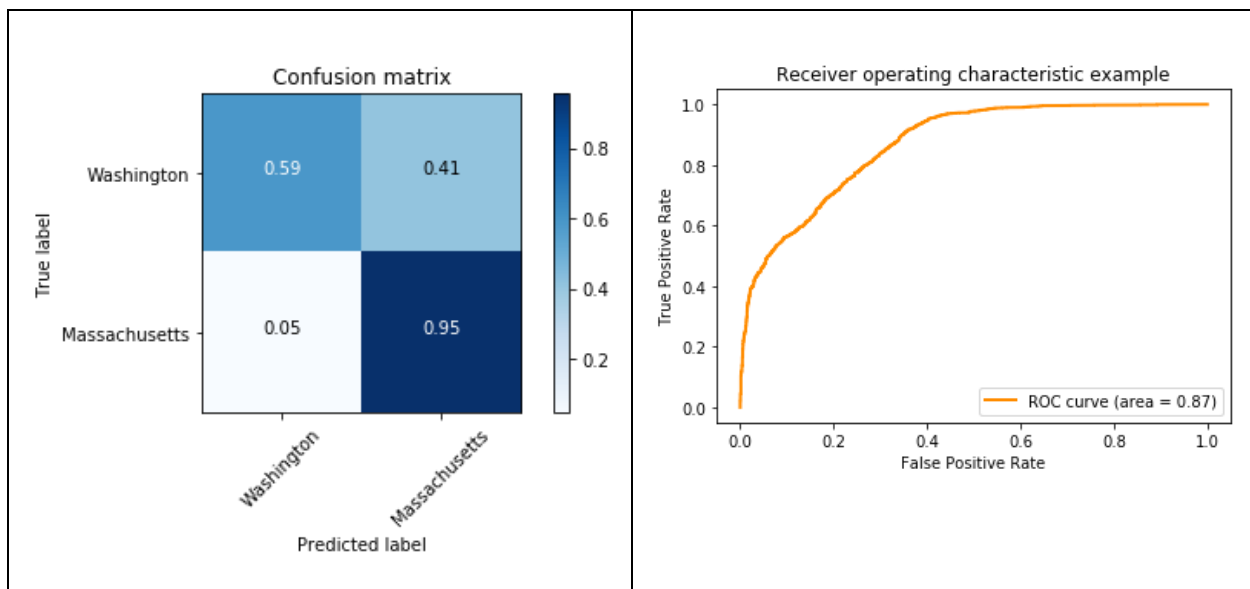 Confusion matrix
True label
Washington
Massachusetts
0.59
0.41
0.05
0.95
0.8
0.6
0.4
0.2
Washington
Massachusetts
Predicted label
Receiver operating characteristic example
True Positive Rate
1.0
0.8
0.6
0.4
0.2
0.0
ROC curve (area = 0.87)
0.0
0.2
0.4
0.6
0.8
1.0
False Positive Rate